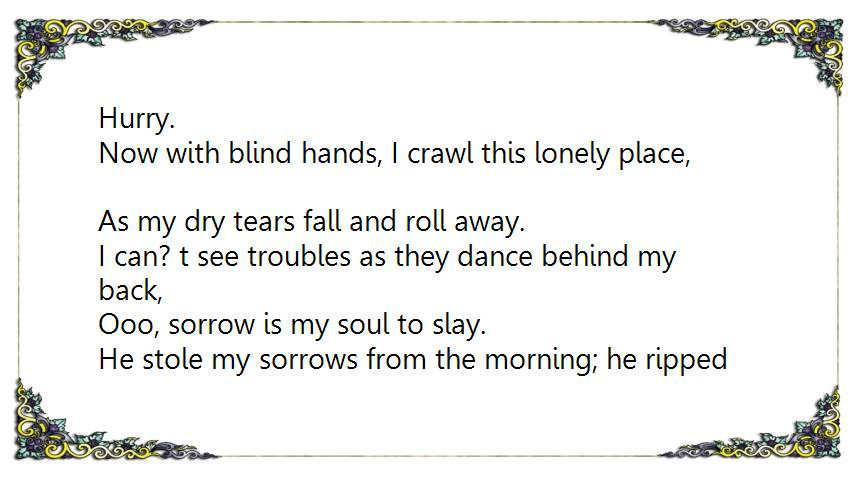 Hurry.
Now with blind hands, I crawl this lonely place,
As my dry tears fall and roll away.
I can? t see troubles as they dance behind my
back,
Ooo, sorrow is my soul to slay.
He stole my sorrows from the morning; he ripped